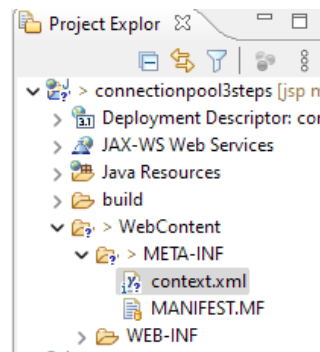 Project Explor
> connectionpool3steps [jsp m
Deployment Descriptor: con
JAX-WS Web Services
Java Resources
build
> WebContent
> META-INF
context.xml
MANIFEST.MF
WEB-INF